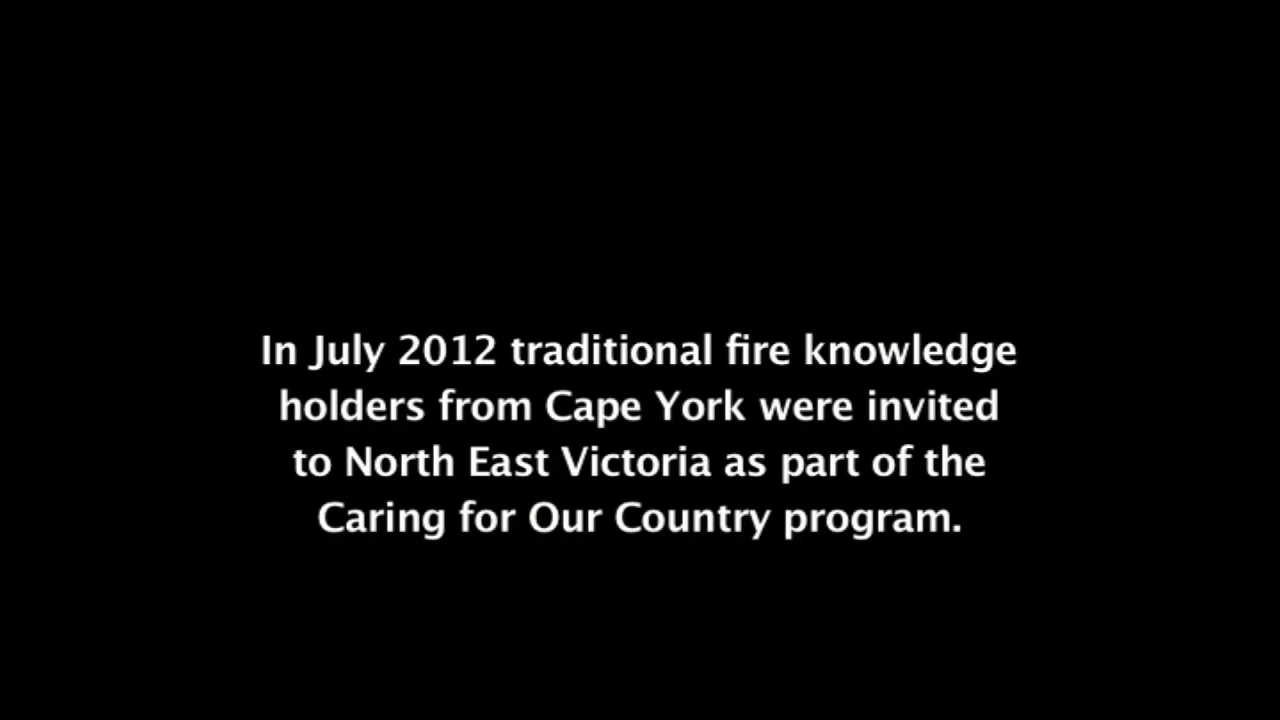 In July 2012 traditional fire knowledge
holders from Cape York were invited
to North East Victoria as part of the
Caring for Our Country program.